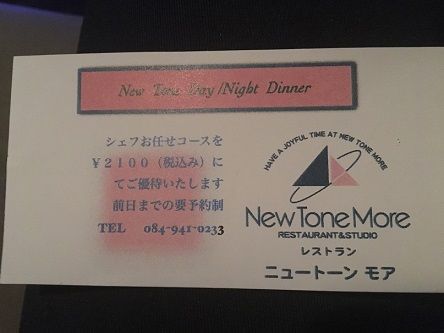 New Tone Day/Night Dinner
シェフお任せコースを
￥2100（税込み）に
てご優待いたします
前日までの要予約制
TEL 084-941-0233
HAVE A JOYFUL TIME AT NEW TONE MORE
New Tone More
RESTAURANT&STUDIO
レストラン
ニュートーン モア